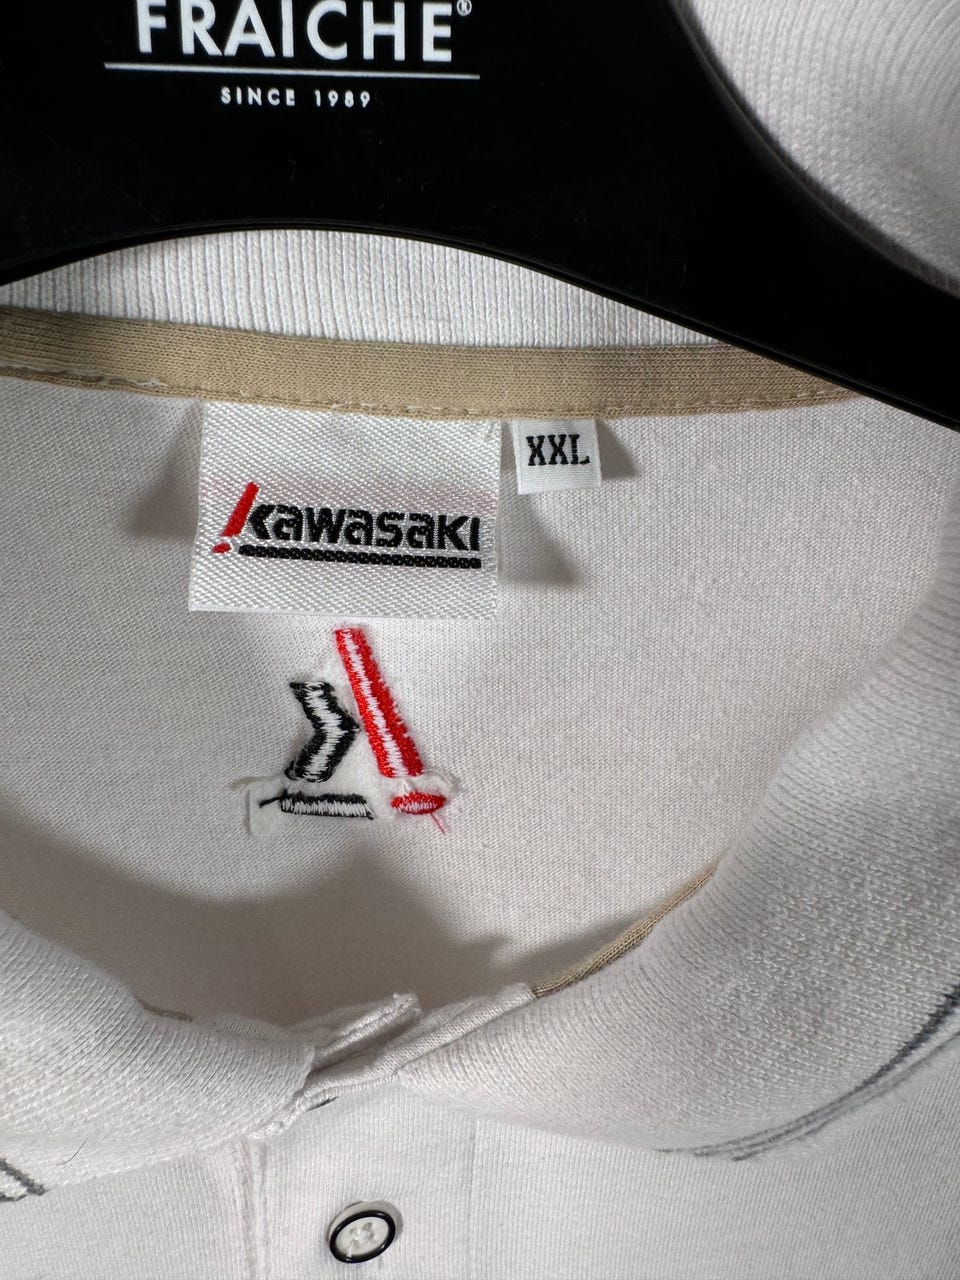 FRAICHE®
SINCE 1989
XXL
Kawasaki